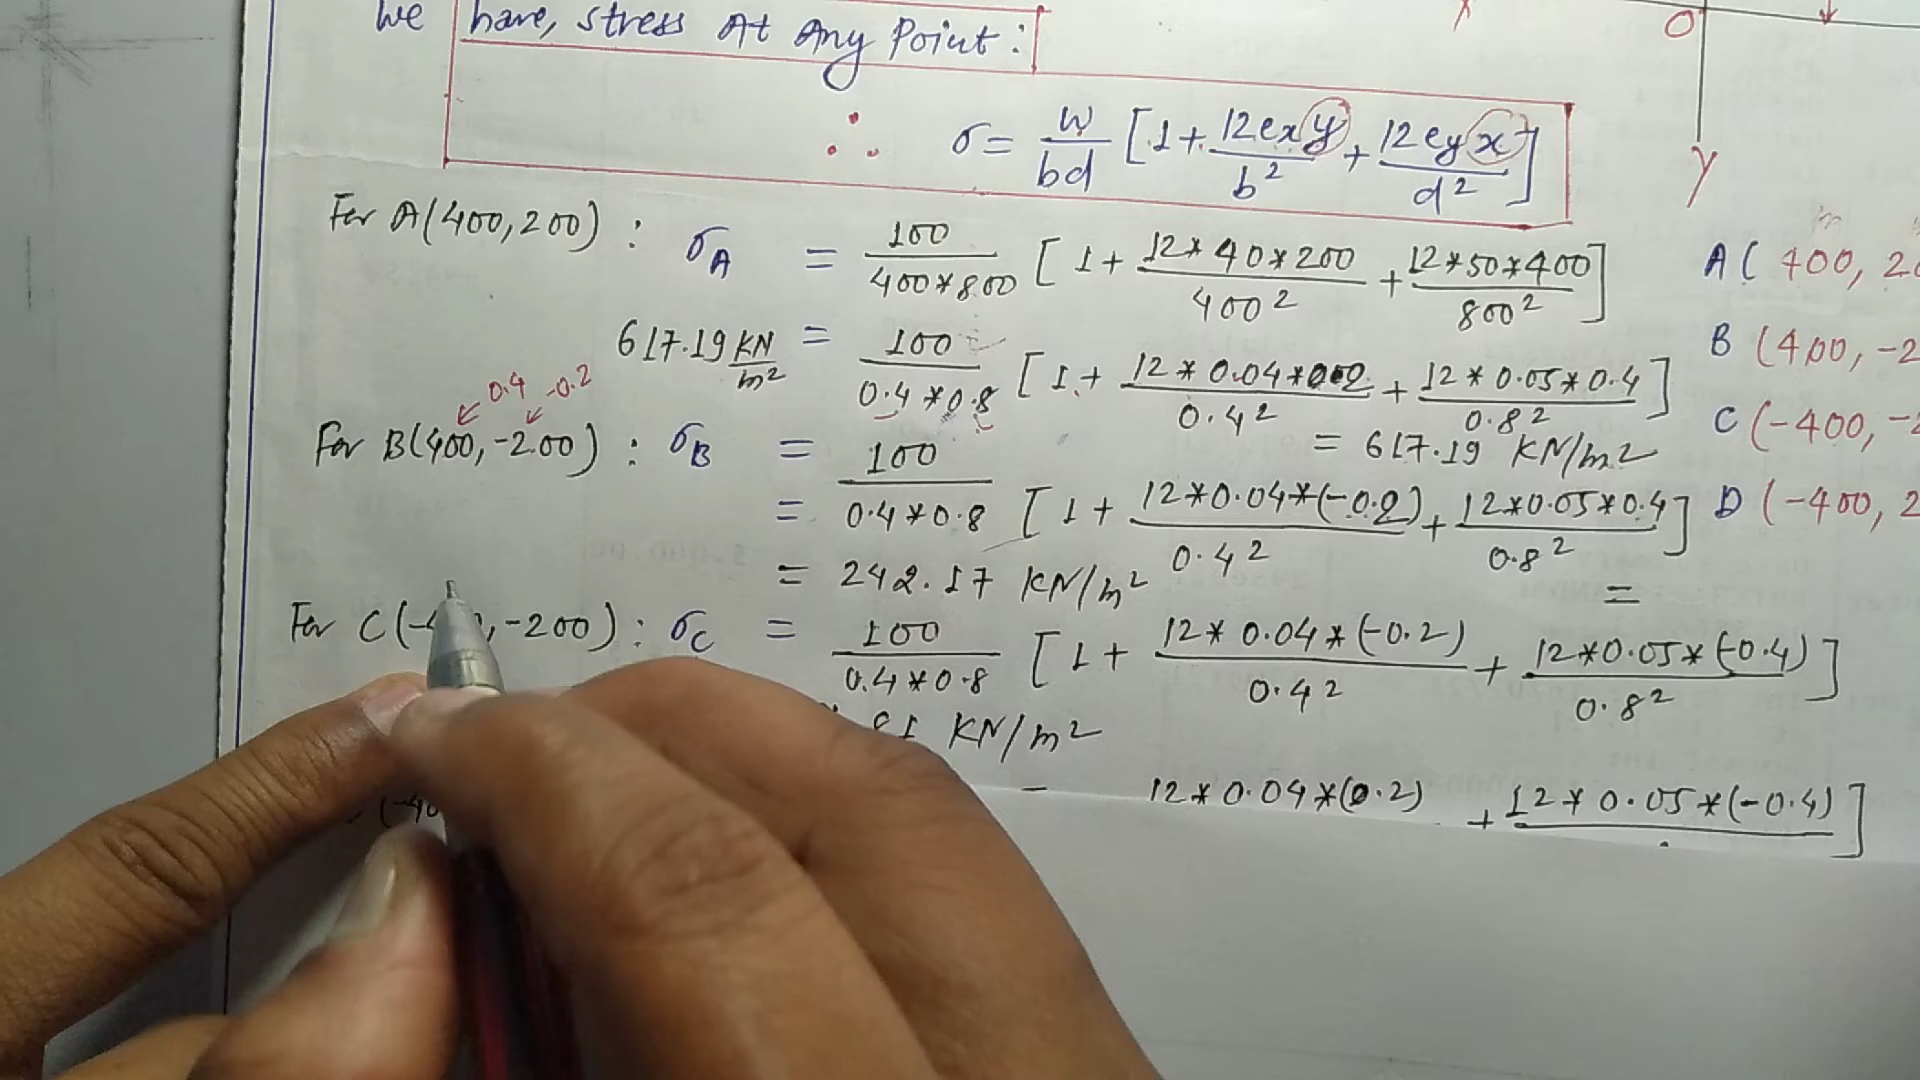 We have, stress At Any Point:
∴ σ = W/bd [1 + 12exy/b² + 12eyx/d²]
O
y
For A(400,200) : σA = 100/400*800 [1 + 12*40*200/400² + 12*50*400/800²]
A( 400, 20
617.19 KN/m² = 100/0.4*0.8 [1 + 12*0.04*0.2/0.4² + 12*0.05*0.4/0.8²]
B (400, -2
0.4 -0.2
= 617.19 KN/m²
C (-400, -2
For B(400,-200) : σB = 100
= 0.4*0.8 [1 + 12*0.04*(-0.2)/0.4² + 12*0.05*0.4/0.8²]
D (-400, 2
= 242.17 KN/m²
=
For C(-4 ,-200) : σC = 100/0.4*0.8 [1 + 12*0.04*(-0.2)/0.4² + 12*0.05*(-0.4)/0.8²]
KN/m²
(-40
12*0.04*(0.2) + 12*0.05*(-0.4)]